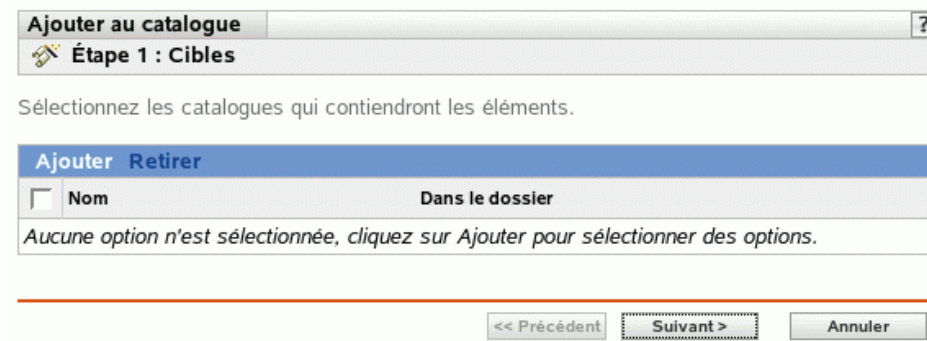 Ajouter au catalogue ?
Étape 1 : Cibles
Sélectionnez les catalogues qui contiendront les éléments.
Ajouter Retirer
Nom Dans le dossier
Aucune option n'est sélectionnée, cliquez sur Ajouter pour sélectionner des options.
<< Précédent Suivant > Annuler